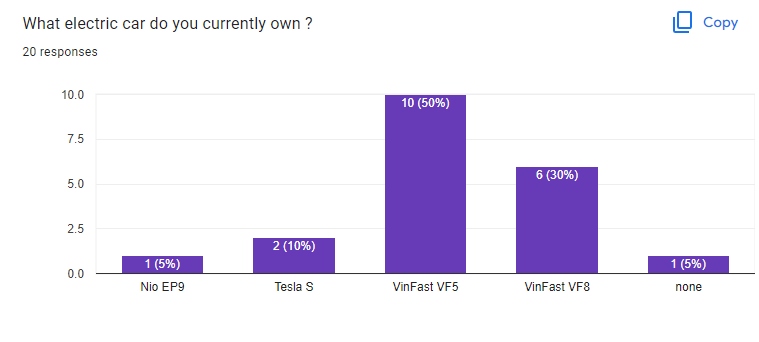 What electric car do you currently own ?
Copy
20 responses
10.0
7.5
5.0
2.5
0.0
1 (5%)
2 (10%)
10 (50%)
6 (30%)
1 (5%)
Nio EP9
Tesla S
VinFast VF5
VinFast VF8
none